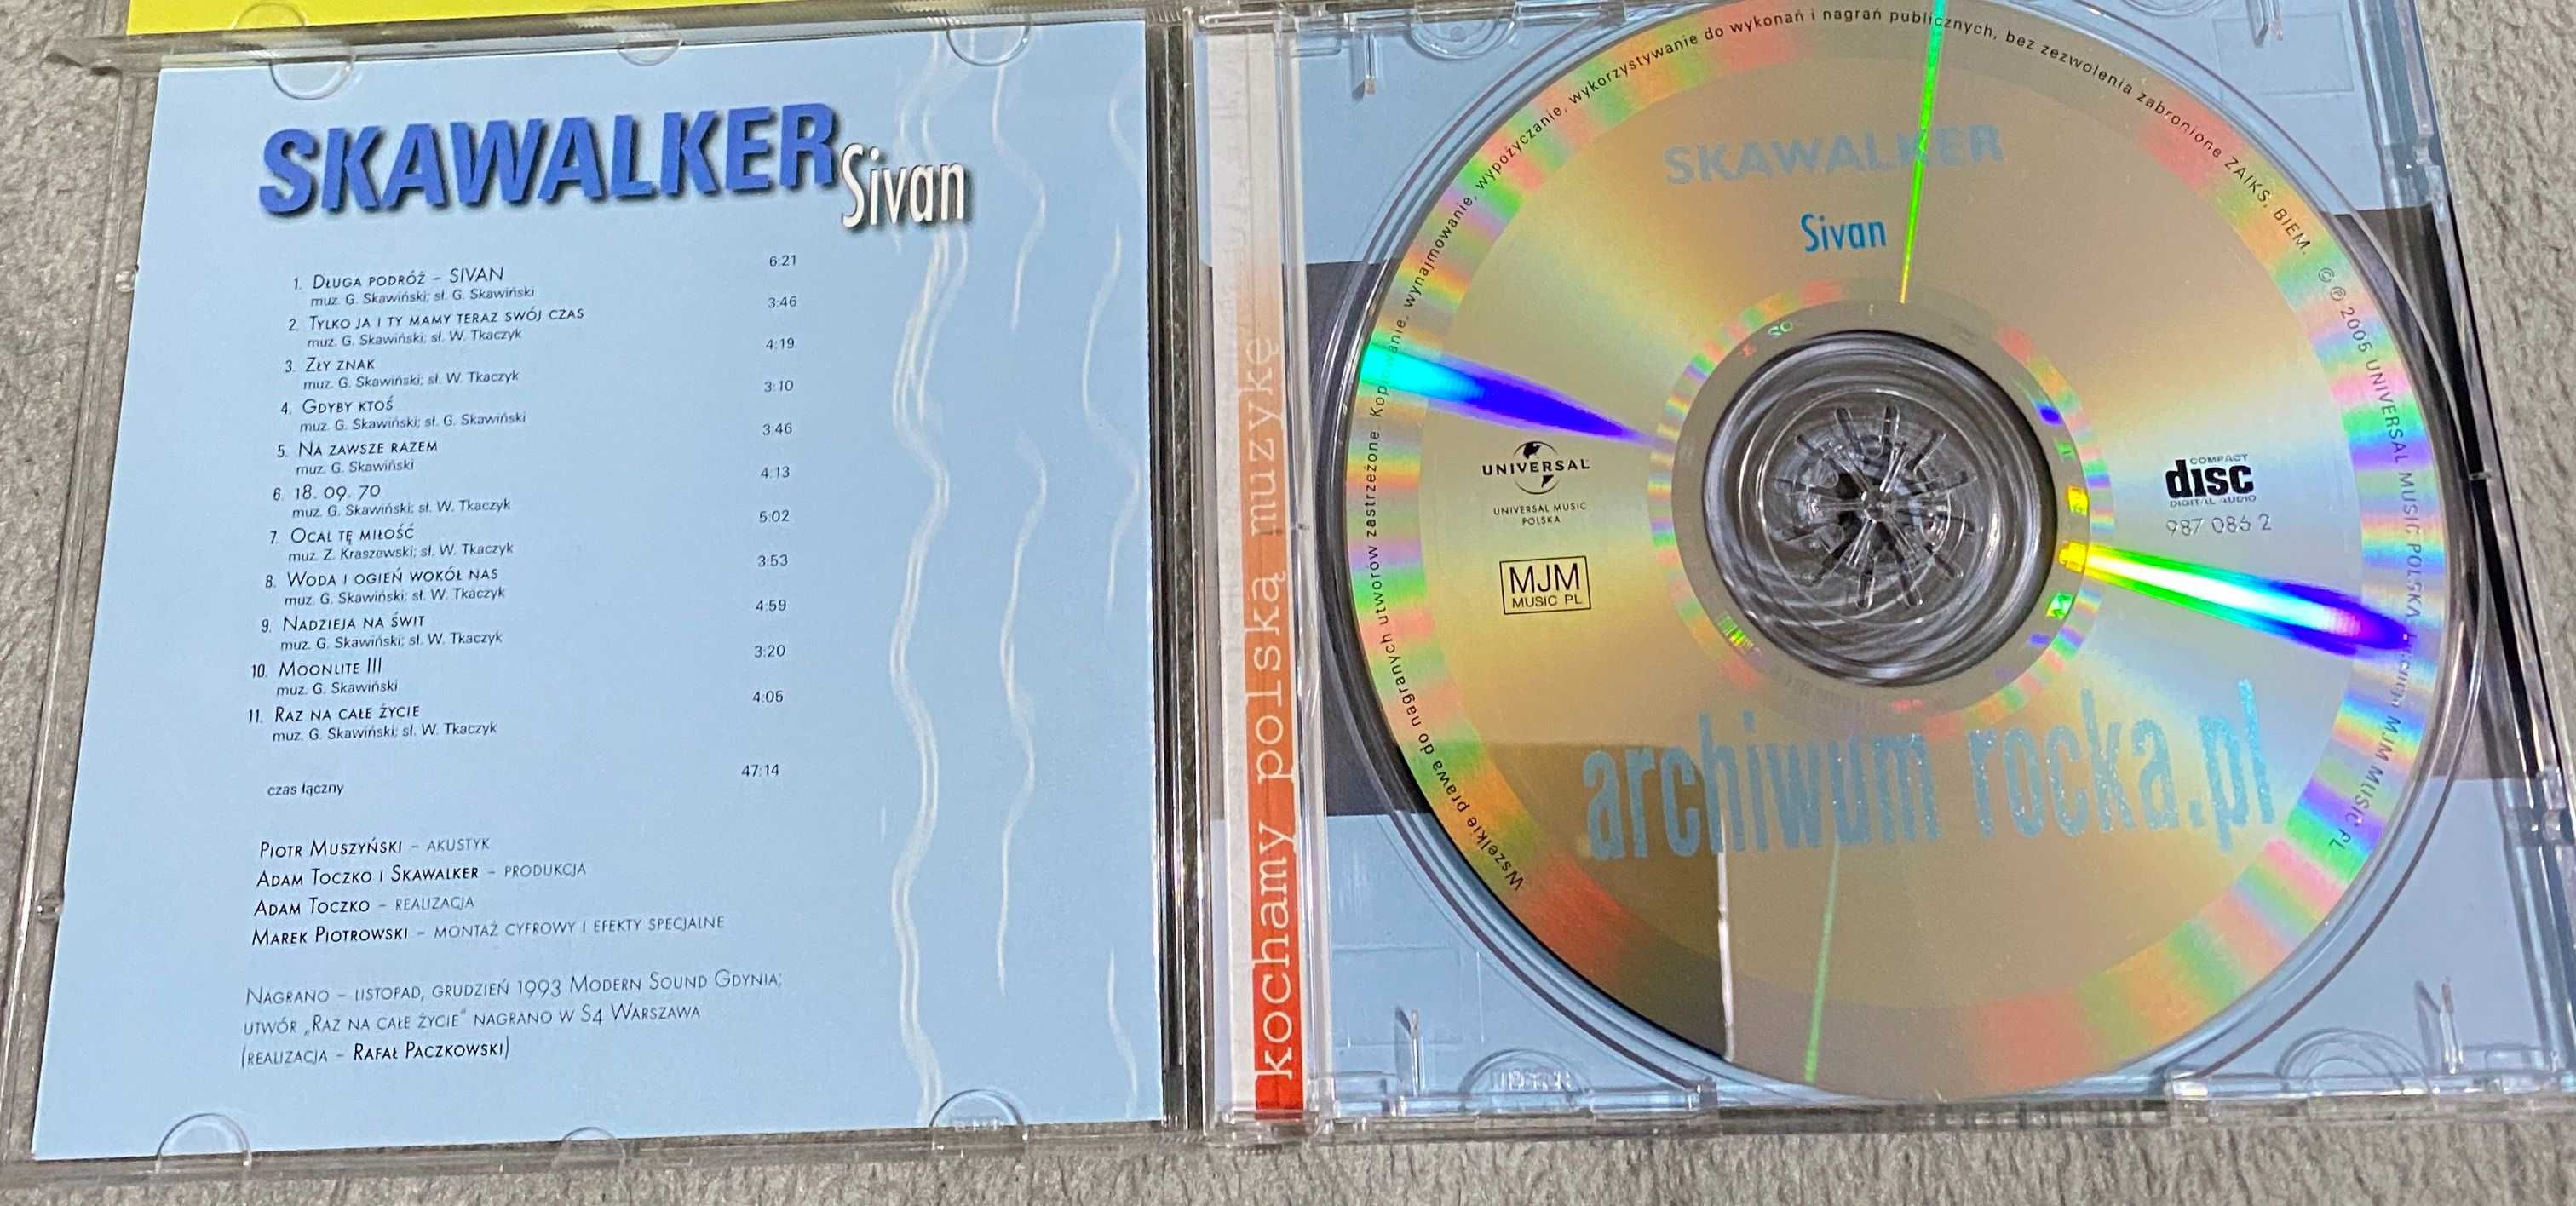 SKAWALKER
Sivan
1. DŁUGA PODRÓŻ – SIVAN 6:21
muz. G. Skawiński; sł. G. Skawiński
2. TYLKO JA I TY MAMY TERAZ SWÓJ CZAS 3:46
muz. G. Skawiński; sł. W. Tkaczyk
3. ZŁY ZNAK 4:19
muz. G. Skawiński; sł. W. Tkaczyk
4. GDYBY KTOŚ 3:10
muz. G. Skawiński; sł. G. Skawiński
5. NA ZAWSZE RAZEM 3:46
muz. G. Skawiński
6. 18. 09. 70 4:13
muz. G. Skawiński; sł. W. Tkaczyk
7. OCAL TĘ MIŁOŚĆ 5:02
muz. Z. Kraszewski; sł. W. Tkaczyk
8. WODA I OGIEŃ WOKÓŁ NAS 3:53
muz. G. Skawiński; sł. W. Tkaczyk
9. NADZIEJA NA ŚWIT 4:59
muz. G. Skawiński; sł. W. Tkaczyk
10. MOONLITE III 3:20
muz. G. Skawiński
11. RAZ NA CAŁE ŻYCIE 4:05
muz. G. Skawiński; sł. W. Tkaczyk
czas łączny 47:14
PIOTR MUSZYŃSKI – AKUSTYK
ADAM TOCZKO I SKAWALKER – PRODUKCJA
ADAM TOCZKO – REALIZACJA
MAREK PIOTROWSKI – MONTAŻ CYFROWY I EFEKTY SPECJALNE
NAGRANO – LISTOPAD, GRUDZIEŃ 1993 MODERN SOUND GDYNIA;
UTWÓR „RAZ NA CAŁE ŻYCIE" NAGRANO W S4 WARSZAWA
(REALIZACJA – RAFAŁ PACZKOWSKI)
kochamy polską muzykę
Wszelkie prawa do nagranych utworów zastrzeżone. Kopiowanie, wynajmowanie, wypożyczanie, wykorzystywanie do wykonań i nagrań publicznych, bez zezwolenia zabronione ZAIKS, BIEM. © ℗ 2005 UNIVERSAL MUSIC POLSKA MJM MUSIC PL
SKAWALKER
Sivan
UNIVERSAL
UNIVERSAL MUSIC
POLSKA
MJM
MUSIC PL
COMPACT
disc
DIGITAL AUDIO
987 086 2
archiwum rocka.pl